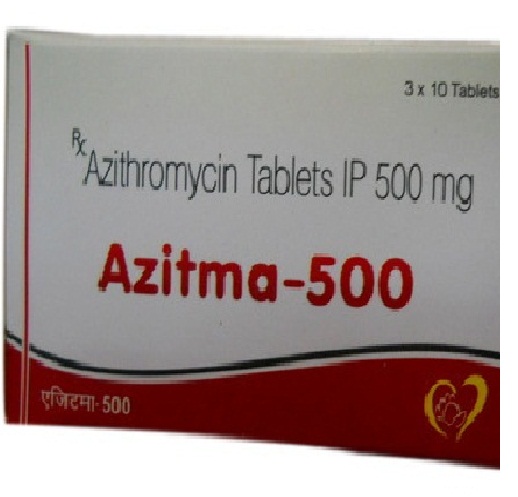 3 x 10 Tablets
Rx Azithromycin Tablets IP 500 mg
Azitma-500
एजिटमा-500